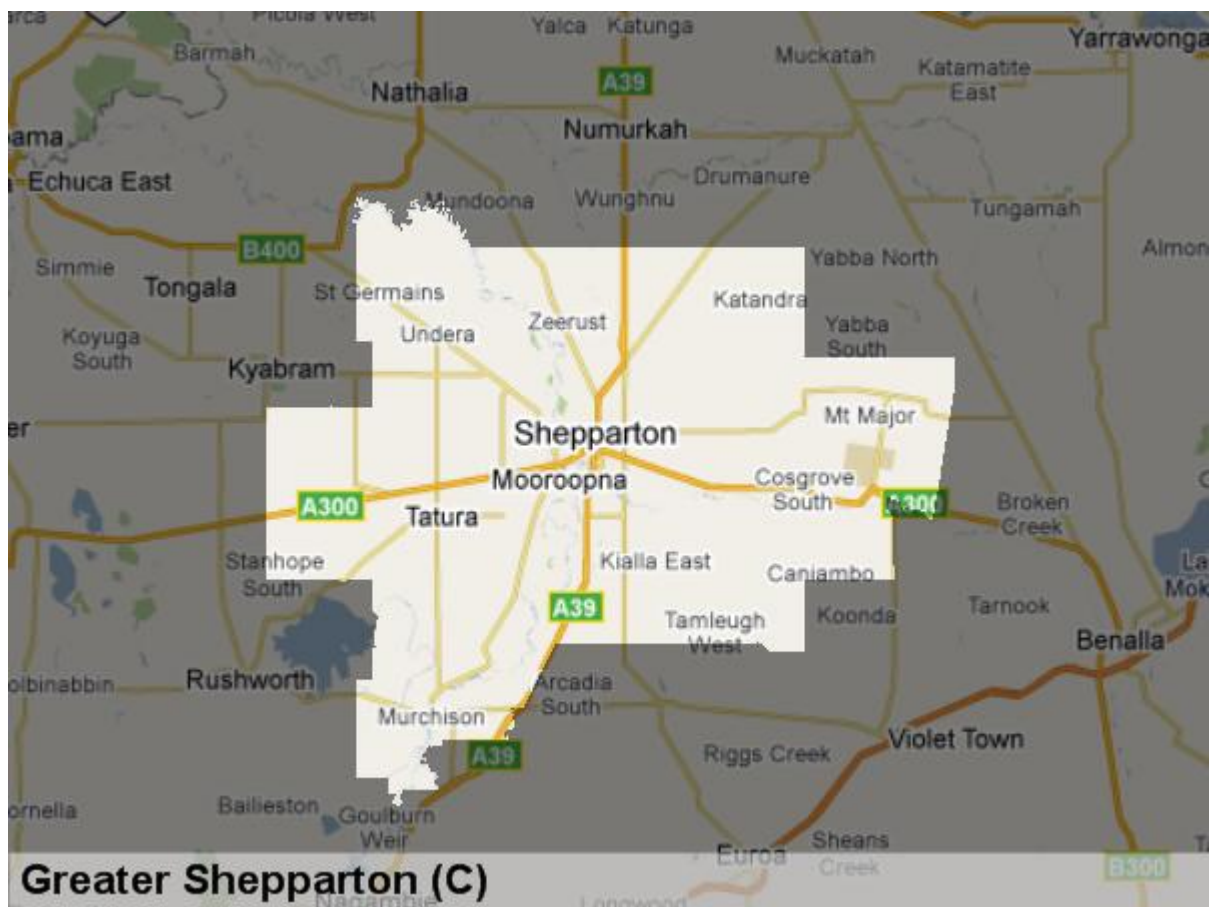 Picola West
Yalca Katunga
Yarrawonga
Barmah
Muckatah
Katamatite
East
A39
Nathalia
Numurkah
Echuca East
Drumanure
Mundoona
Wunghnu
Tungamah
B400
Simmie
Yabba North
Tongala
St Germains
Katandra
Koyuga
South
Undera
Zeerust
Yabba
South
Kyabram
Mt Major
Shepparton
Mooroopna
Cosgrove
South
A300
A300
Tatura
Broken
Creek
Stanhope
South
Kialla East
Caniambo
A39
Tamleugh
West
Koonda
Tarnook
Benalla
Rushworth
Arcadia
South
Murchison
A39
Riggs Creek
Violet Town
Bailieston
Goulburn
Weir
Euroa
Sheans
Creek
B300
Greater Shepparton (C)
Nagambie
Longwood